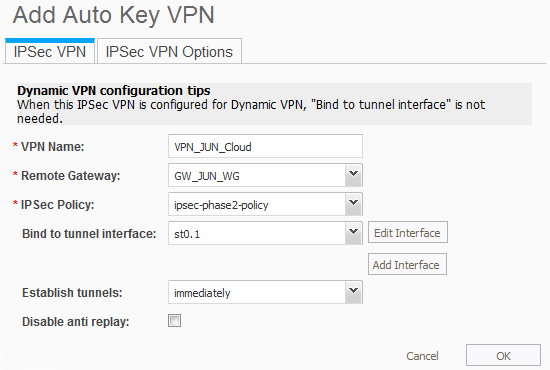 Add Auto Key VPN
IPSec VPN IPSec VPN Options
Dynamic VPN configuration tips
When this IPSec VPN is configured for Dynamic VPN, "Bind to tunnel interface" is not
needed.
* VPN Name: VPN_JUN_Cloud
* Remote Gateway: GW_JUN_WG
* IPSec Policy: ipsec-phase2-policy
Bind to tunnel interface: st0.1 Edit Interface
Add Interface
Establish tunnels: immediately
Disable anti replay:
Cancel OK